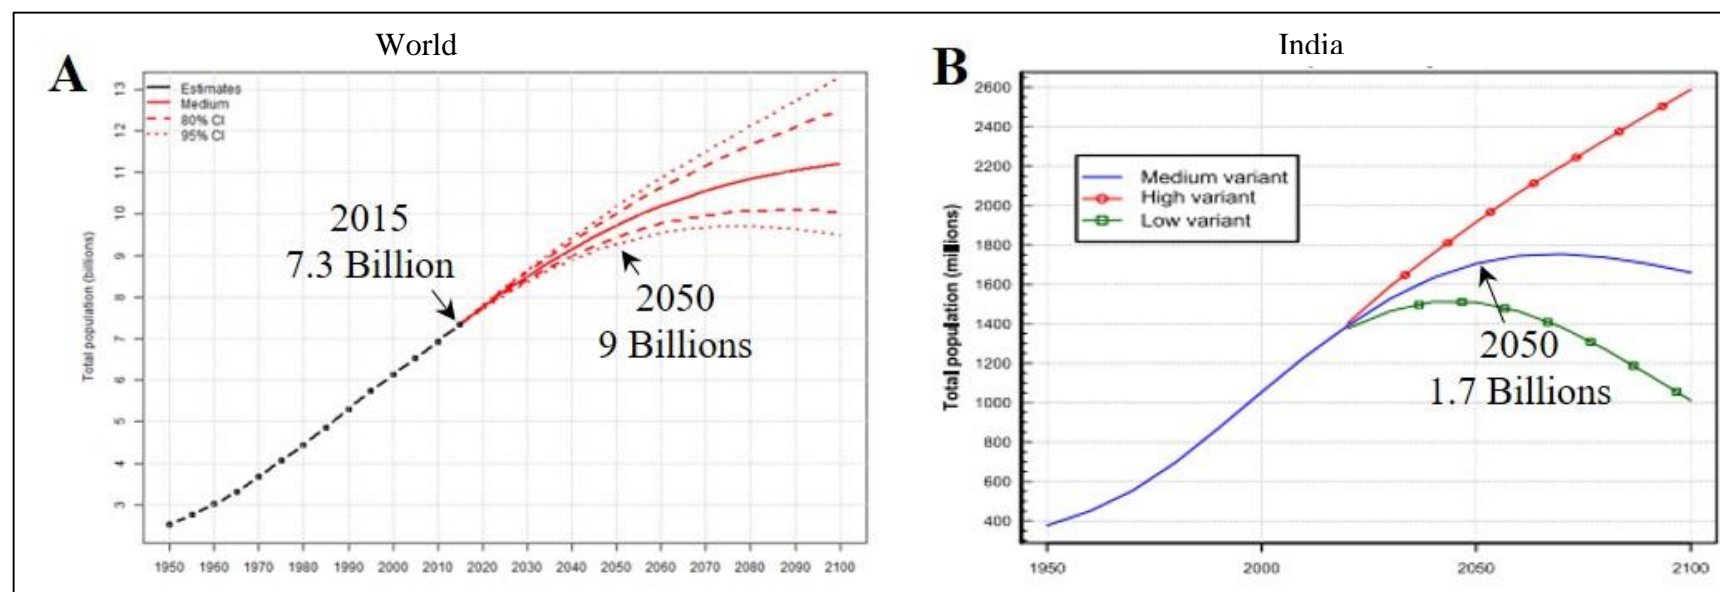 World
A
Estimates
Medium
80% CI
95% CI
Total population (billions)
13
12
11
10
9
8
7
6
5
4
3
2015
7.3 Billion
2050
9 Billions
1950 1960 1970 1980 1990 2000 2010 2020 2030 2040 2050 2060 2070 2080 2090 2100
India
B
Medium variant
High variant
Low variant
Total population (millions)
2600
2400
2200
2000
1800
1600
1400
1200
1000
800
600
400
2050
1.7 Billions
1950 2000 2050 2100